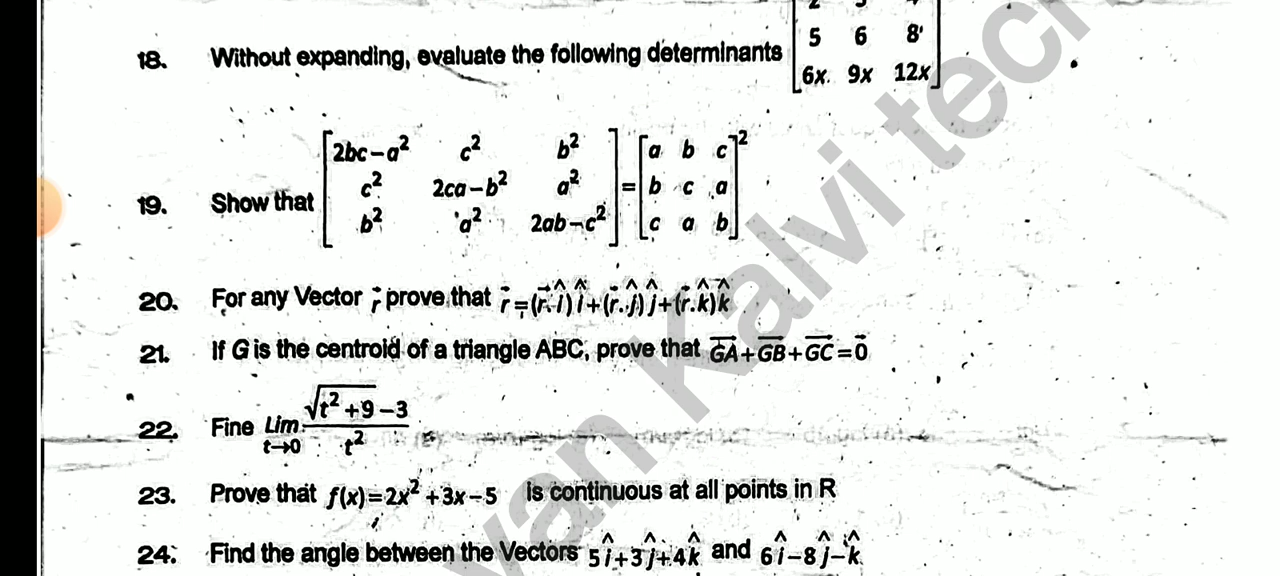 18. Without expanding, evaluate the following determinants
5 6 8
6x 9x 12x
19. Show that [2bc-a² c² b²
c² 2ca-b² a²
b² a² 2ab-c²] = [a b c
b c a
c a b]²
20. For any Vector r⃗ prove that r⃗ = (r⃗.î) î + (r⃗.ĵ) ĵ + (r⃗.k̂) k̂
21. If G is the centroid of a triangle ABC, prove that GA + GB + GC = 0⃗
22. Fine Lim t→0 (√t²+9 - 3)/t²
23. Prove that f(x)=2x²+3x-5 is continuous at all points in R
24. Find the angle between the Vectors 5î+3ĵ+4k̂ and 6î-8ĵ-k̂
van Kalvi tec